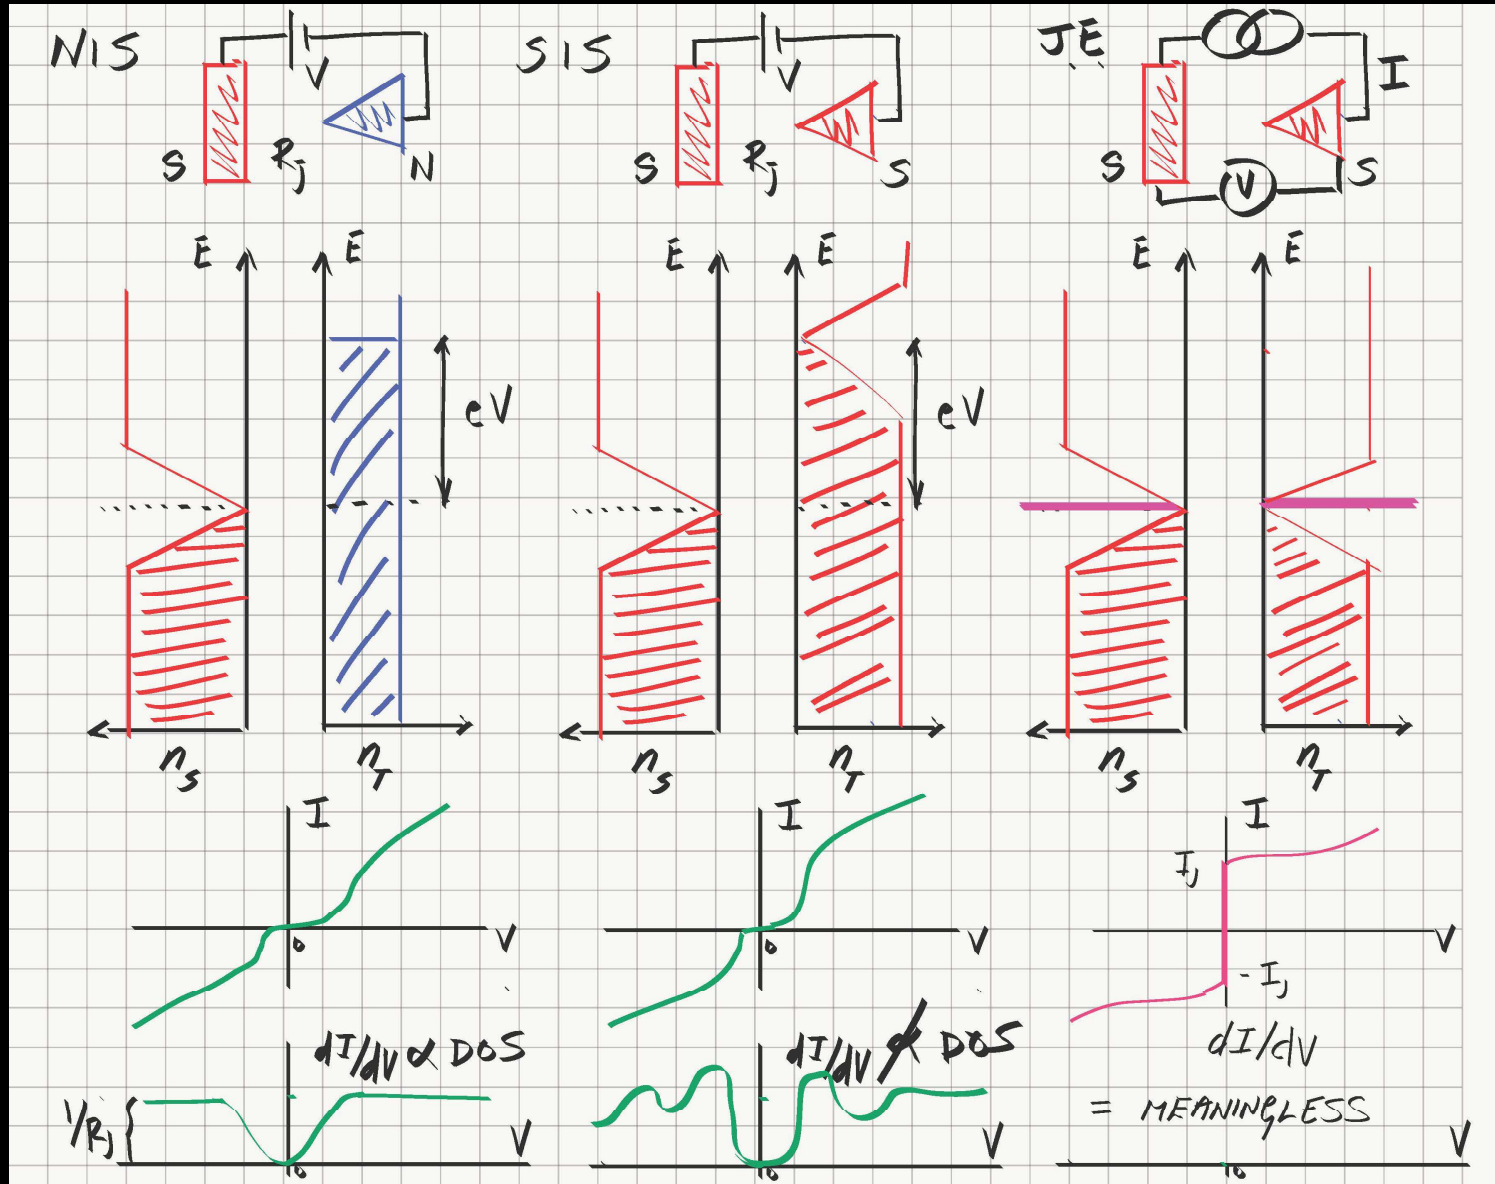 NIS
V
S
Rj
N
SIS
V
S
Rj
S
JE
I
S
V
S
E
E
eV
nS
nT
E
E
eV
nS
nT
E
E
nS
nT
I
V
0
I
V
0
I
Ij
V
-Ij
dI/dV ∝ DOS
1/Rj
V
0
dI/dV ∝̸ DOS
V
0
dI/dV
= MEANINGLESS
V
0